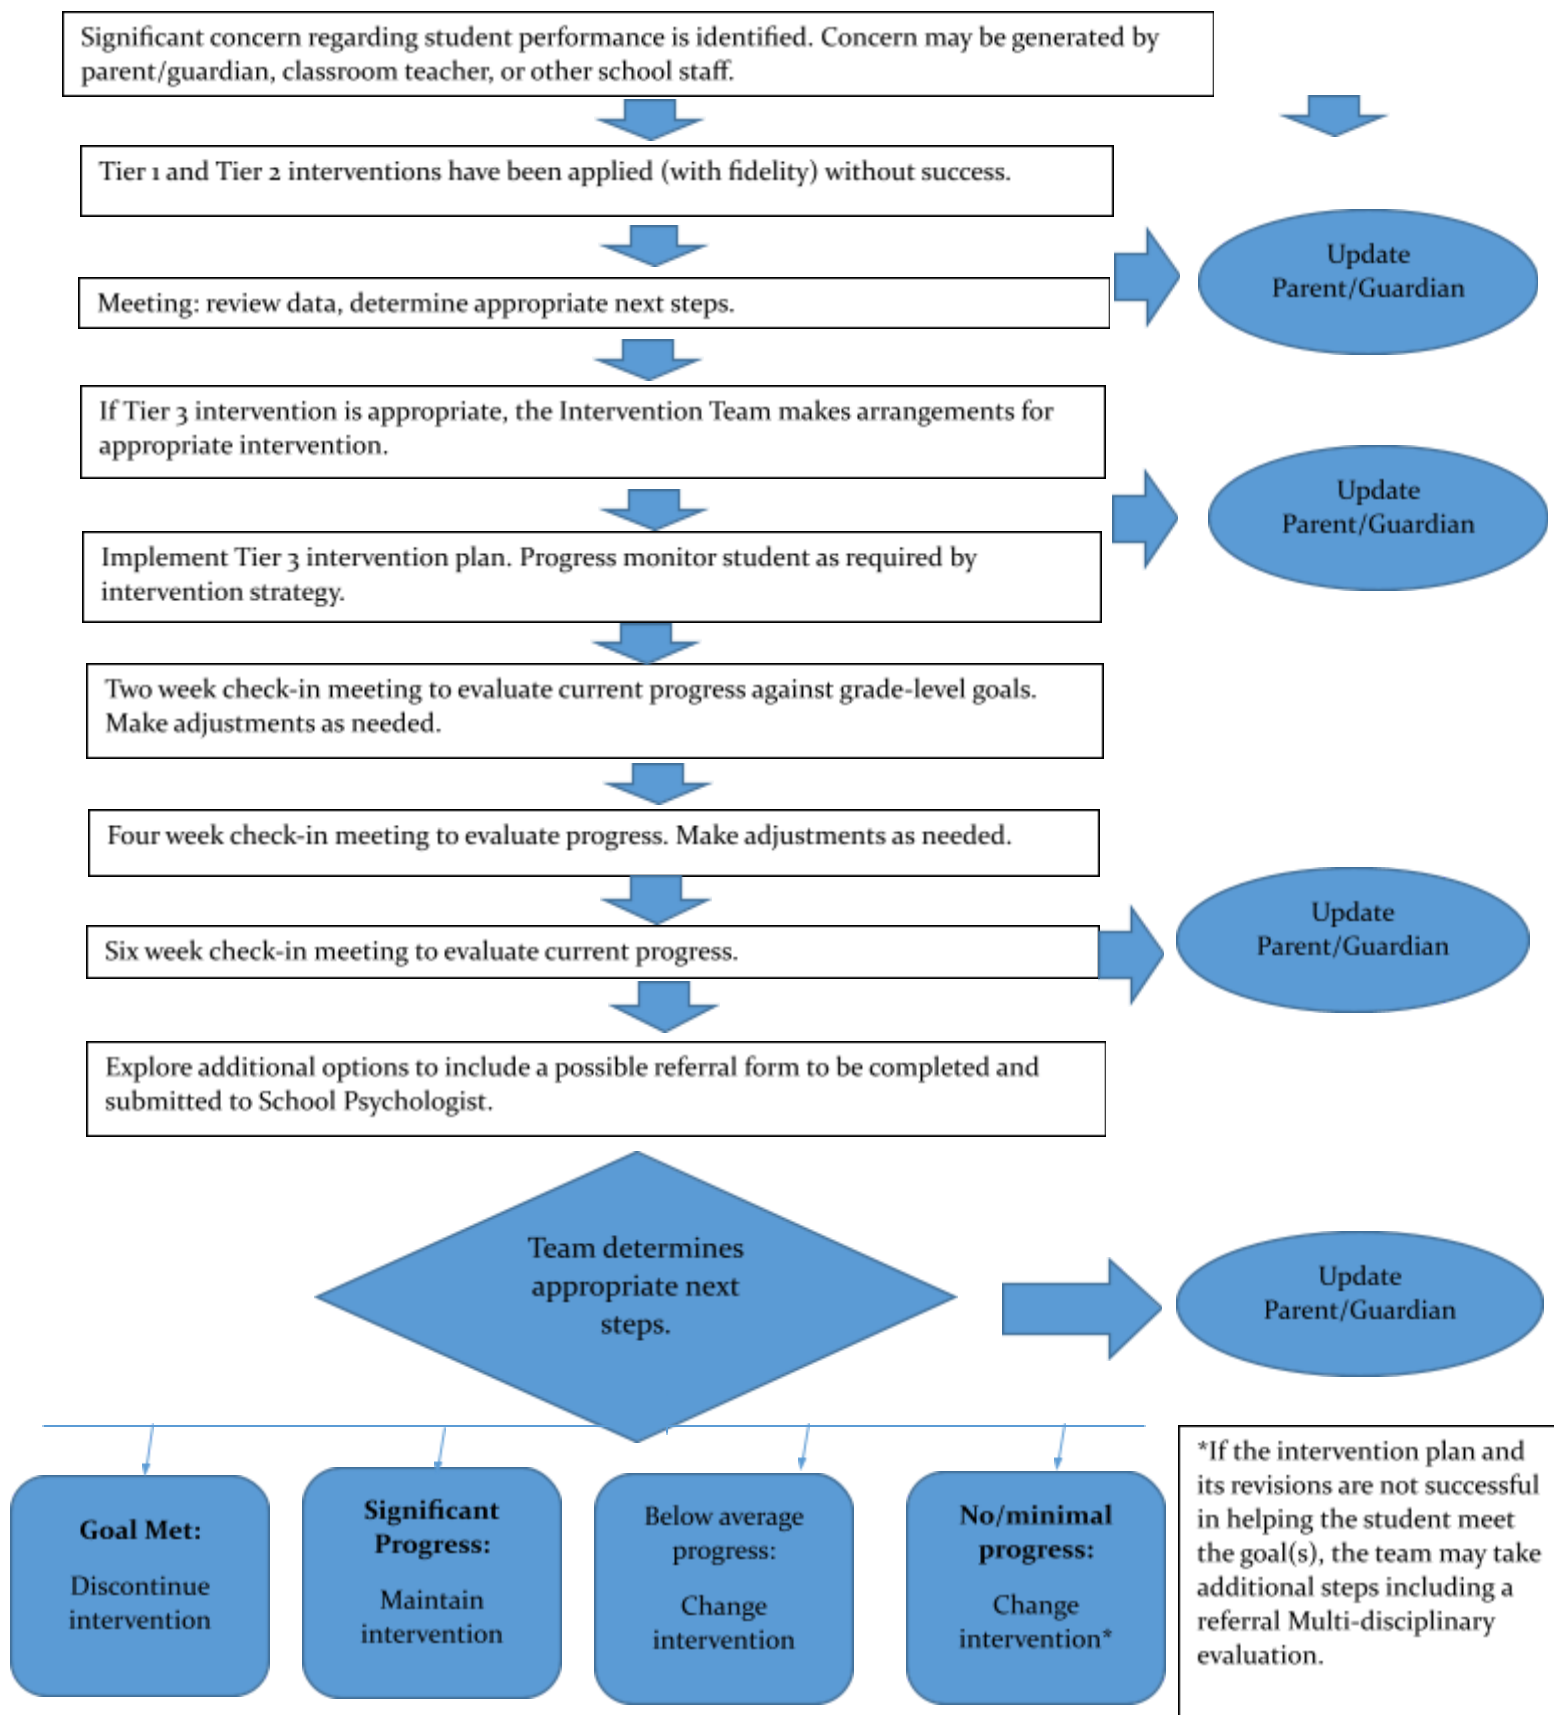 Significant concern regarding student performance is identified. Concern may be generated by
parent/guardian, classroom teacher, or other school staff.
Tier 1 and Tier 2 interventions have been applied (with fidelity) without success.
Update
Parent/Guardian
Meeting: review data, determine appropriate next steps.
If Tier 3 intervention is appropriate, the Intervention Team makes arrangements for
appropriate intervention.
Update
Parent/Guardian
Implement Tier 3 intervention plan. Progress monitor student as required by
intervention strategy.
Two week check-in meeting to evaluate current progress against grade-level goals.
Make adjustments as needed.
Four week check-in meeting to evaluate progress. Make adjustments as needed.
Update
Parent/Guardian
Six week check-in meeting to evaluate current progress.
Explore additional options to include a possible referral form to be completed and
submitted to School Psychologist.
Team determines
appropriate next
steps.
Update
Parent/Guardian
Goal Met:
Discontinue
intervention
Significant
Progress:
Maintain
intervention
Below average
progress:
Change
intervention
No/minimal
progress:
Change
intervention*
*If the intervention plan and
its revisions are not successful
in helping the student meet
the goal(s), the team may take
additional steps including a
referral Multi-disciplinary
evaluation.